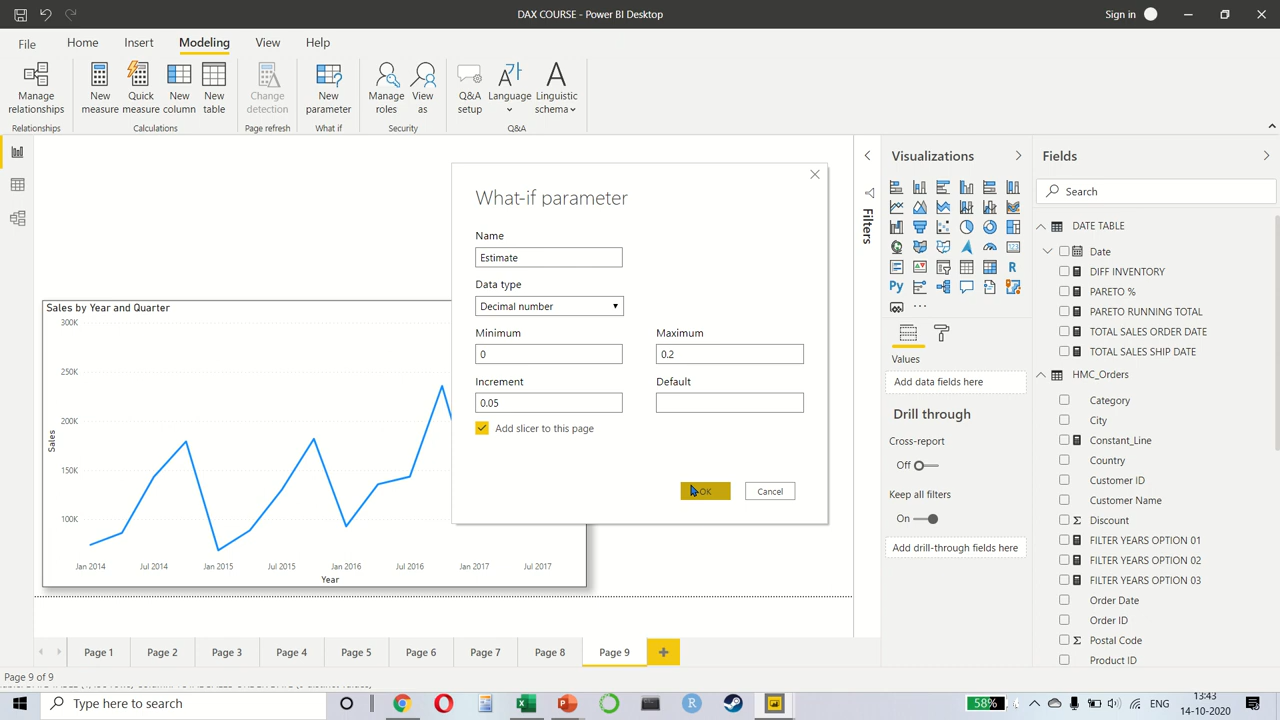 DAX COURSE - Power BI Desktop
Sign in
File
Home
Insert
Modeling
View
Help
Manage relationships
New measure
Quick measure
New column
New table
Change detection
New parameter
Manage roles
View as
Q&A setup
Language
Linguistic schema
Relationships
Calculations
Page refresh
What if
Security
Q&A
What-if parameter
Name
Estimate
Data type
Decimal number
Minimum
Maximum
0
0.2
Increment
Default
0.05
Add slicer to this page
OK
Cancel
Sales by Year and Quarter
300K
250K
200K
150K
100K
Sales
Jan 2014
Jul 2014
Jan 2015
Jul 2015
Jan 2016
Jul 2016
Jan 2017
Jul 2017
Year
Filters
Visualizations
R
Py
Values
Add data fields here
Drill through
Cross-report
Off
Keep all filters
On
Add drill-through fields here
Fields
Search
DATE TABLE
Date
DIFF INVENTORY
PARETO %
PARETO RUNNING TOTAL
TOTAL SALES ORDER DATE
TOTAL SALES SHIP DATE
HMC_Orders
Category
City
Constant_Line
Country
Customer ID
Customer Name
Discount
FILTER YEARS OPTION 01
FILTER YEARS OPTION 02
FILTER YEARS OPTION 03
Order Date
Order ID
Postal Code
Product ID
Page 1
Page 2
Page 3
Page 4
Page 5
Page 6
Page 7
Page 8
Page 9
Page 9 of 9
Type here to search
58%
ENG
13:43
14-10-2020